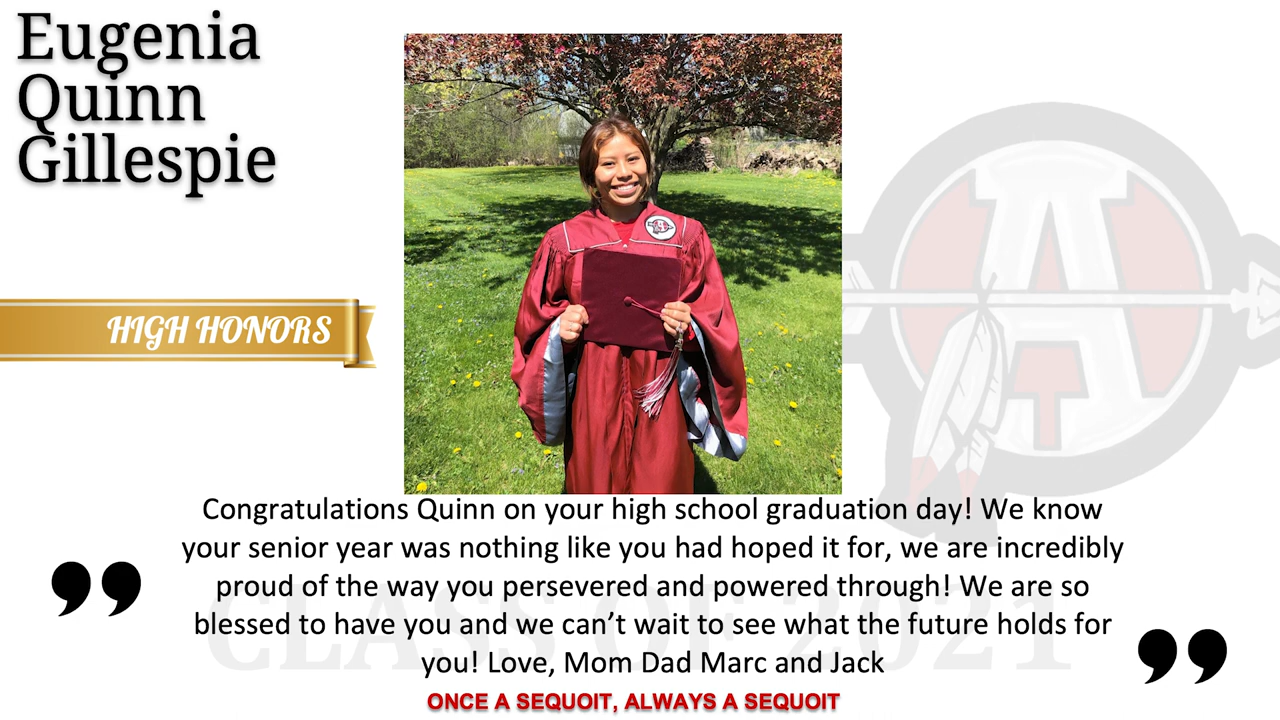 Eugenia
Quinn
Gillespie
HIGH HONORS
A
A
Congratulations Quinn on your high school graduation day! We know
your senior year was nothing like you had hoped it for, we are incredibly
proud of the way you persevered and powered through! We are so
blessed to have you and we can’t wait to see what the future holds for
you! Love, Mom Dad Marc and Jack
CLASS OF 2021
ONCE A SEQUOIT, ALWAYS A SEQUOIT